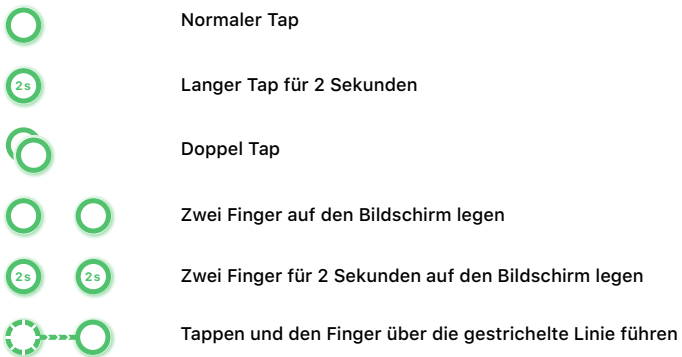 Normaler Tap
2s Langer Tap für 2 Sekunden
Doppel Tap
Zwei Finger auf den Bildschirm legen
2s 2s Zwei Finger für 2 Sekunden auf den Bildschirm legen
Tappen und den Finger über die gestrichelte Linie führen